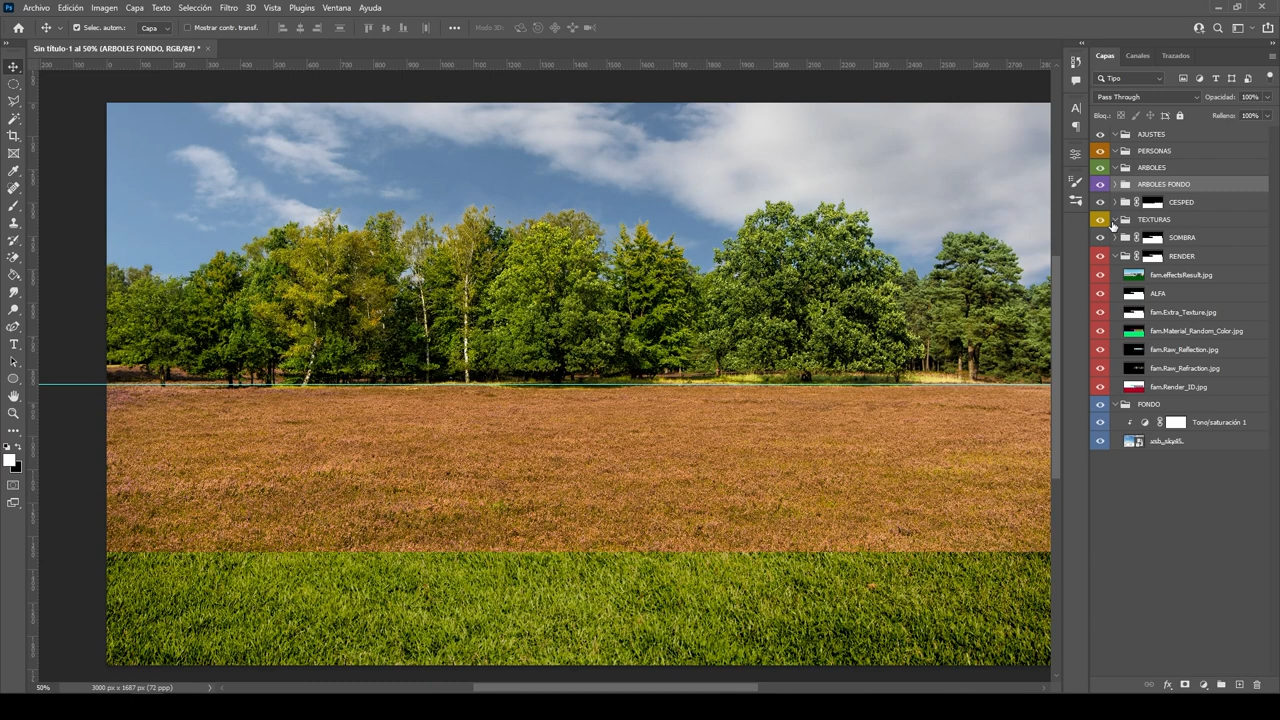 Ps Archivo Edición Imagen Capa Texto Selección Filtro 3D Vista Plugins Ventana Ayuda
Selec. autom.: Capa Mostrar contr. transf. Modo 3D:
Sin título-1 al 50% (ARBOLES FONDO, RGB/8#) * ×
Capas Canales Trazados
Tipo
Pass Through Opacidad: 100%
Bloq.: Relleno: 100%
AJUSTES
PERSONAS
ARBOLES
ARBOLES FONDO
CESPED
TEXTURAS
SOMBRA
RENDER
fam.effectsResult.jpg
ALFA
fam.Extra_Texture.jpg
fam.Material_Random_Color.jpg
fam.Raw_Reflection.jpg
fam.Raw_Refraction.jpg
fam.Render_ID.jpg
FONDO
Tono/saturación 1
50% 3000 px x 1687 px (72 ppp)